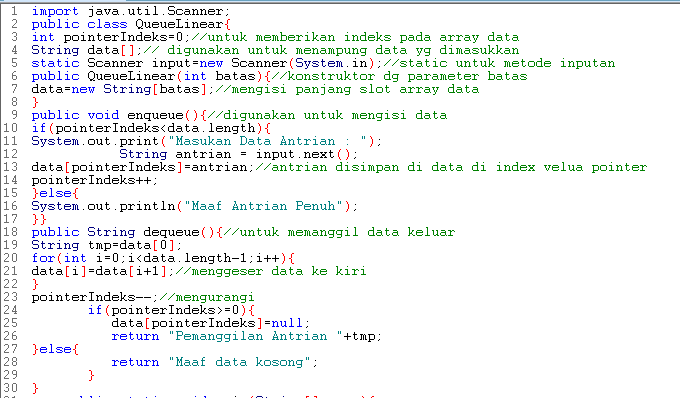 1 import java.util.Scanner;
2 public class QueueLinear{
3 int pointerIndeks=0;//untuk memberikan indeks pada array data
4 String data[];// digunakan untuk menampung data yg dimasukkan
5 static Scanner input=new Scanner(System.in);//static untuk metode inputan
6 public QueueLinear(int batas){//konstruktor dg parameter batas
7 data=new String[batas];//mengisi panjang slot array data
8 }
9 public void enqueue(){//digunakan untuk mengisi data
10 if(pointerIndeks<data.length){
11 System.out.print("Masukan Data Antrian : ");
12 String antrian = input.next();
13 data[pointerIndeks]=antrian;//antrian disimpan di data di index velua pointer
14 pointerIndeks++;
15 }else{
16 System.out.println("Maaf Antrian Penuh");
17 }}
18 public String dequeue(){//untuk memanggil data keluar
19 String tmp=data[0];
20 for(int i=0;i<data.length-1;i++){
21 data[i]=data[i+1];//menggeser data ke kiri
22 }
23 pointerIndeks--;//mengurangi
24 if(pointerIndeks>=0){
25 data[pointerIndeks]=null;
26 return "Pemanggilan Antrian "+tmp;
27 }else{
28 return "Maaf data kosong";
29 }
30 }